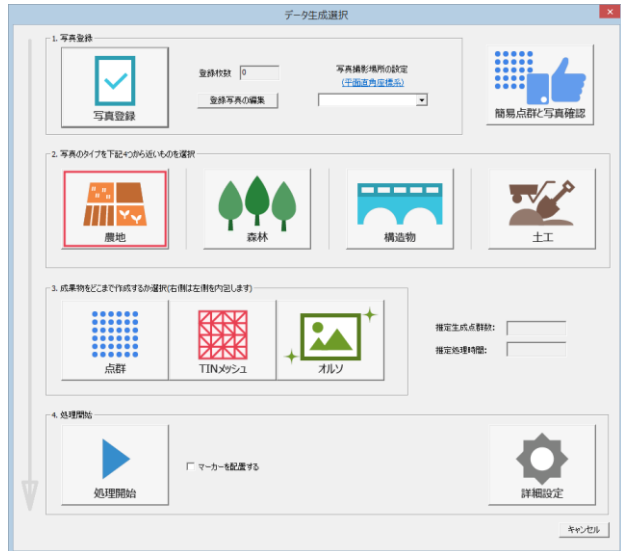 データ生成選択
1. 写真登録
写真登録
登録枚数 0
登録写真の編集
写真撮影場所の設定
(平面直角座標系)
簡易点群と写真確認
2. 写真のタイプを下記4つから近いものを選択
農地
森林
構造物
土工
3. 成果物をどこまで作成するか選択(右側は左側を内包します)
点群
TINメッシュ
オルソ
推定生成点群数:
推定処理時間:
4. 処理開始
処理開始
マーカーを配置する
詳細設定
キャンセル